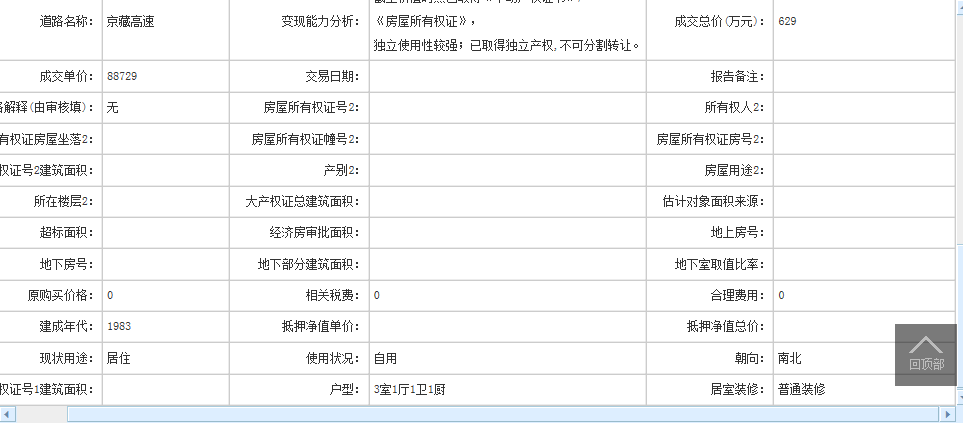 道路名称： 京藏高速 变现能力分析： 《房屋所有权证》， 成交总价(万元)： 629
独立使用性较强；已取得独立产权,不可分割转让。
成交单价： 88729 交易日期： 报告备注：
解释(由审核填)： 无 房屋所有权证号2： 所有权人2：
有权证房屋坐落2： 房屋所有权证幢号2： 房屋所有权证房号2：
权证号2建筑面积： 产别2： 房屋用途2：
所在楼层2： 大产权证总建筑面积： 估计对象面积来源：
超标面积： 经济房审批面积： 地上房号：
地下房号： 地下部分建筑面积： 地下室取值比率：
原购买价格： 0 相关税费： 0 合理费用： 0
建成年代： 1983 抵押净值单价： 抵押净值总价：
现状用途： 居住 使用状况： 自用 朝向： 南北
回顶部
权证号1建筑面积： 户型： 3室1厅1卫1厨 居室装修： 普通装修